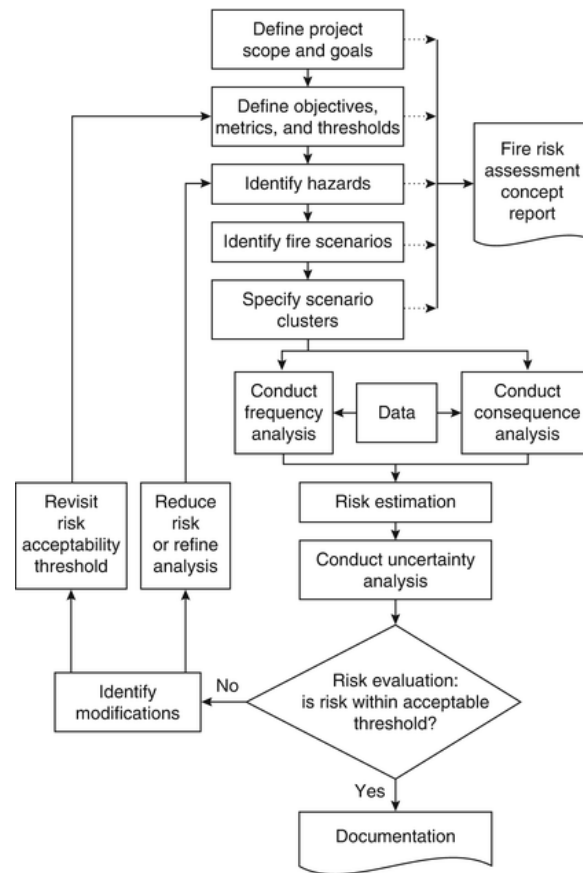 Define project
scope and goals
Define objectives,
metrics, and thresholds
Fire risk
assessment
concept
report
Identify hazards
Identify fire scenarios
Specify scenario
clusters
Conduct
frequency
analysis
Data
Conduct
consequence
analysis
Revisit
risk
acceptability
threshold
Reduce
risk
or refine
analysis
Risk estimation
Conduct uncertainty
analysis
Risk evaluation:
is risk within acceptable
threshold?
No
Identify
modifications
Yes
Documentation